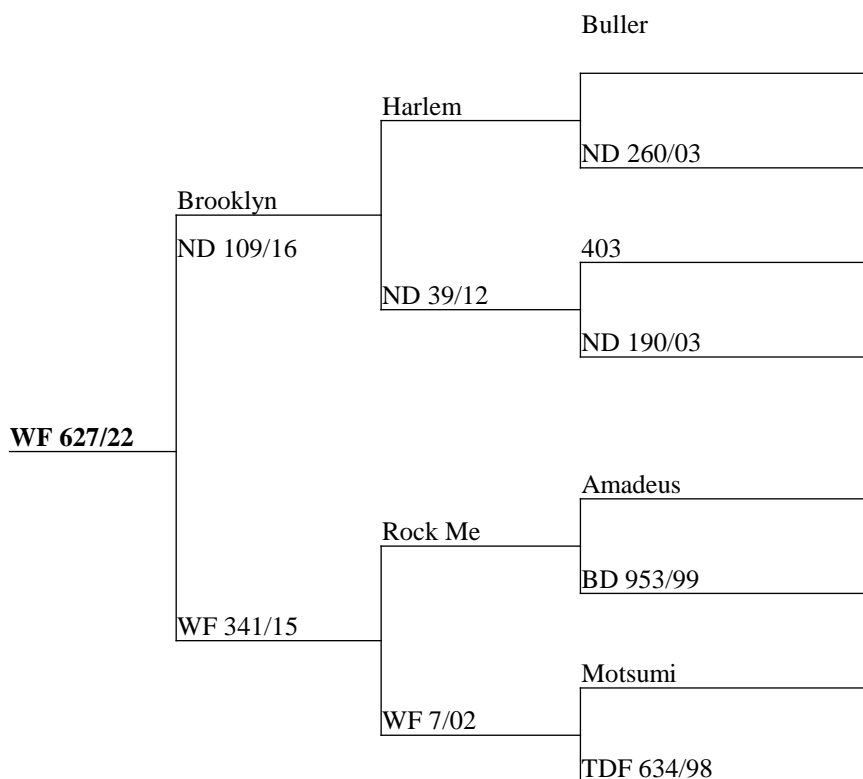 Buller
Harlem
ND 260/03
Brooklyn
ND 109/16
403
ND 39/12
ND 190/03
WF 627/22
Amadeus
Rock Me
BD 953/99
WF 341/15
Motsumi
WF 7/02
TDF 634/98